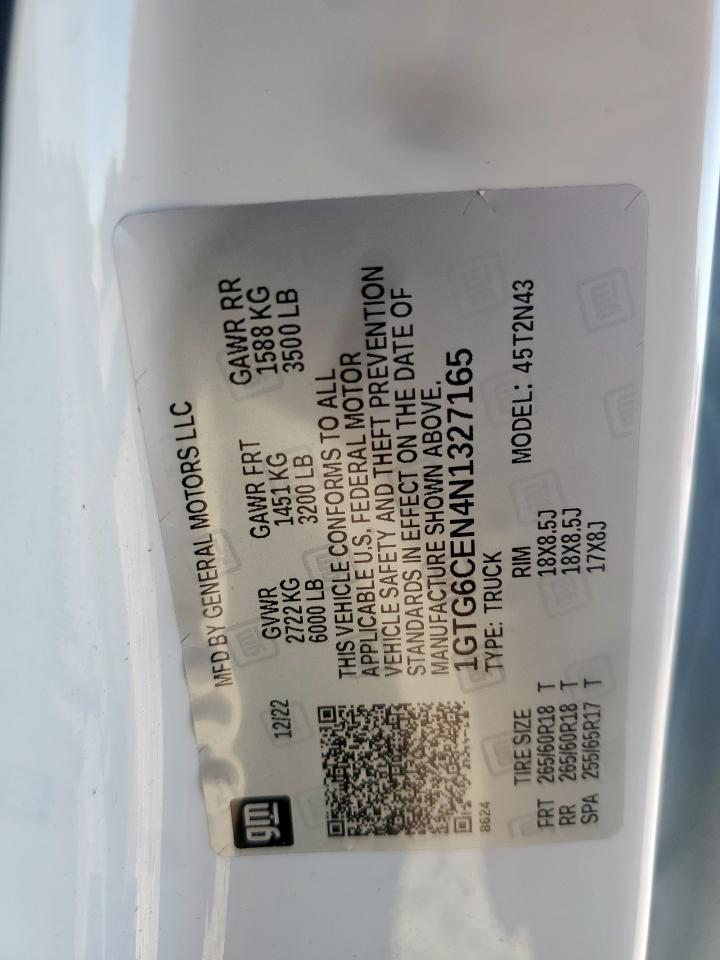 MFD BY GENERAL MOTORS LLC
12/22 GVWR GAWR FRT GAWR RR
2722 KG 1451 KG 1588 KG
6000 LB 3200 LB 3500 LB
THIS VEHICLE CONFORMS TO ALL
APPLICABLE U.S. FEDERAL MOTOR
VEHICLE SAFETY AND THEFT PREVENTION
STANDARDS IN EFFECT ON THE DATE OF
MANUFACTURE SHOWN ABOVE.
1GTG6CEN4N1327165
8624 TYPE: TRUCK
MODEL: 45T2N43
TIRE SIZE RIM
FRT 265/60R18 T 18X8.5J
RR 265/60R18 T 18X8.5J
SPA 255/65R17 T 17X8J
gm